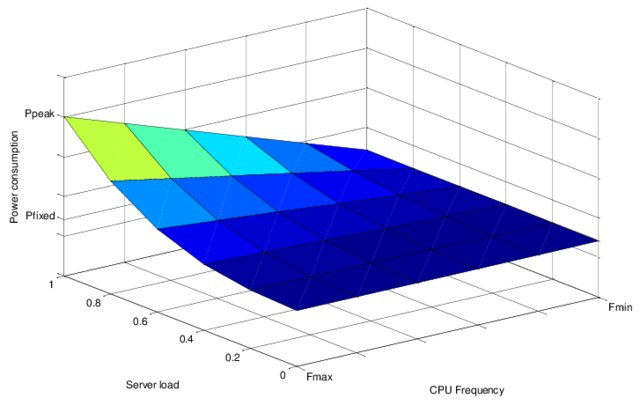 Ppeak
Power consumption
Pfixed
1
0.8
0.6
0.4
0.2
0
Fmax
Fmin
Server load
CPU Frequency